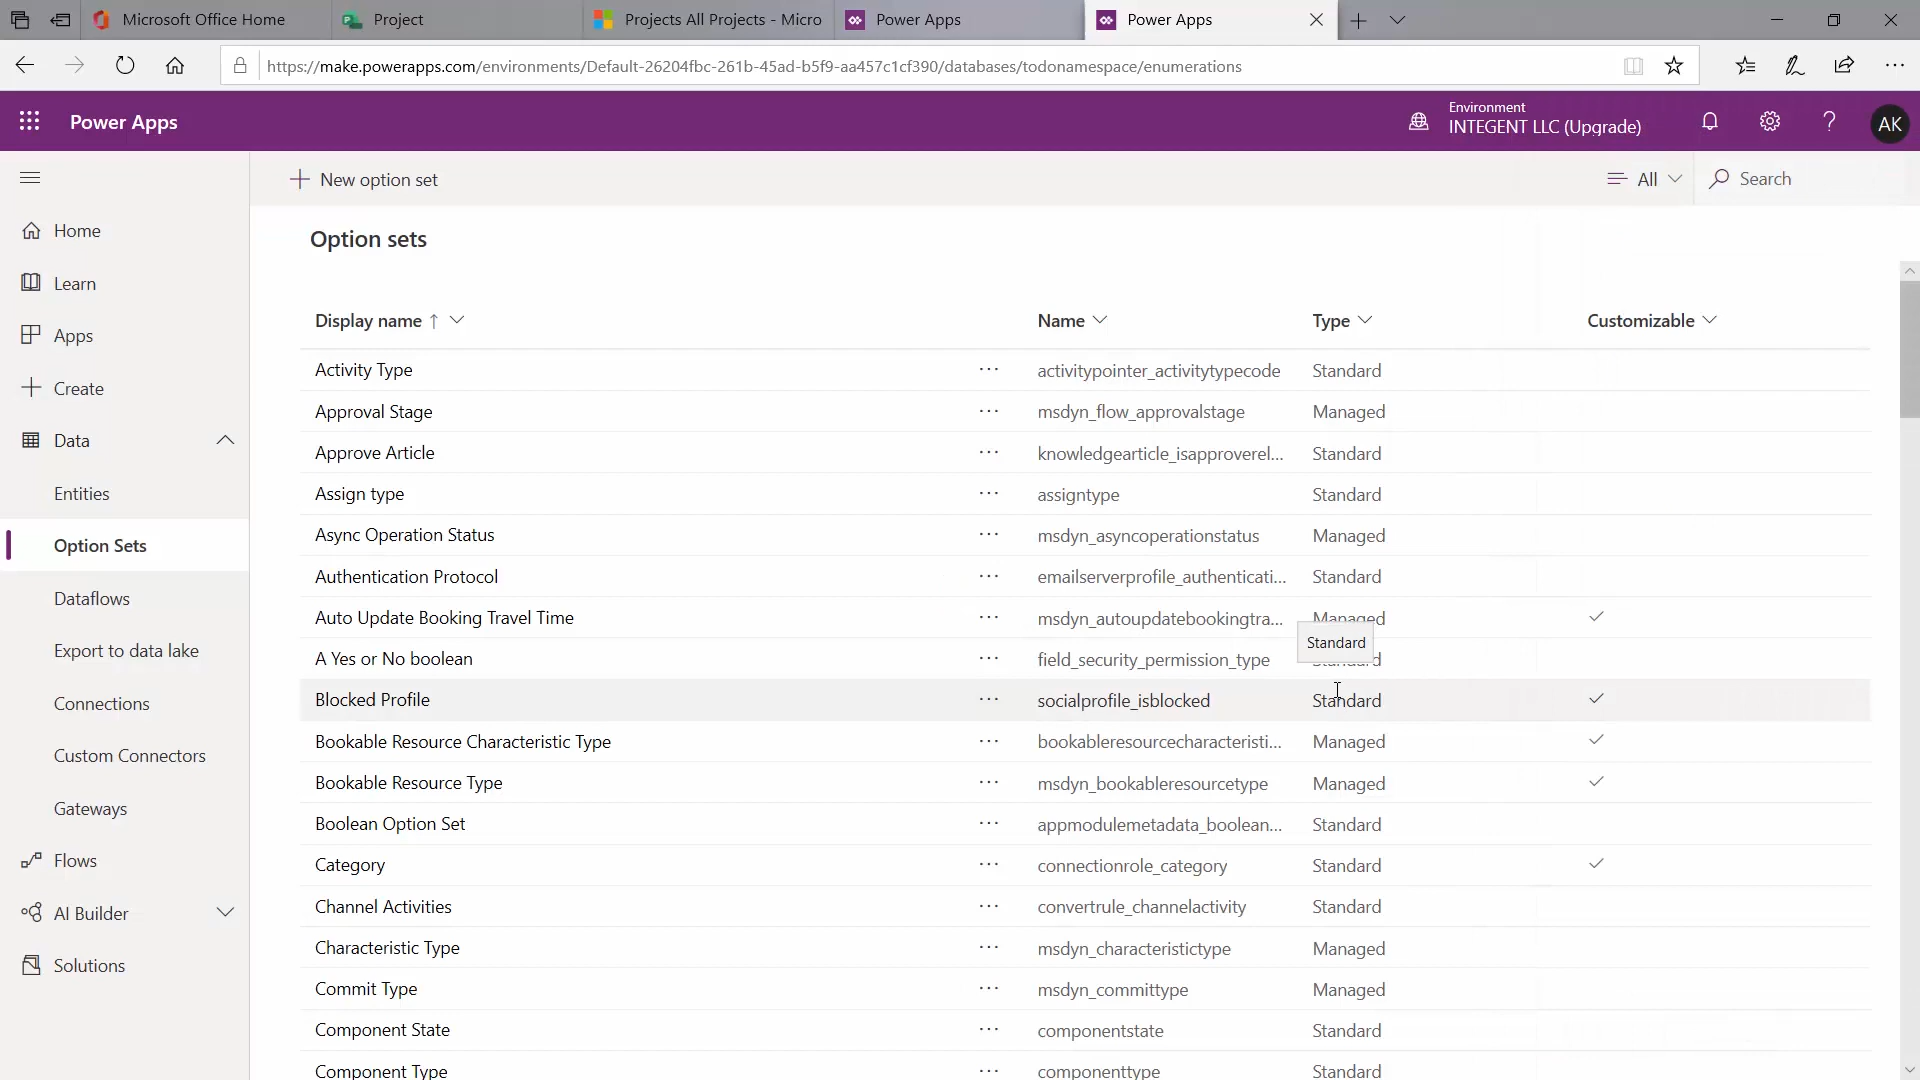 Microsoft Office Home
Project
Projects All Projects - Micro
Power Apps
Power Apps
https://make.powerapps.com/environments/Default-26204fbc-261b-45ad-b5f9-aa457c1cf390/databases/todonamespace/enumerations
Power Apps
Environment
INTEGENT LLC (Upgrade)
?
AK
New option set
All
Search
Home
Learn
Apps
Create
Data
Entities
Option Sets
Dataflows
Export to data lake
Connections
Custom Connectors
Gateways
Flows
AI Builder
Solutions
Option sets
Display name ↑ Name Type Customizable
Activity Type ··· activitypointer_activitytypecode Standard
Approval Stage ··· msdyn_flow_approvalstage Managed
Approve Article ··· knowledgearticle_isapproverel... Standard
Assign type ··· assigntype Standard
Async Operation Status ··· msdyn_asyncoperationstatus Managed
Authentication Protocol ··· emailserverprofile_authenticati... Standard
Auto Update Booking Travel Time ··· msdyn_autoupdatebookingtra... Managed
Standard
A Yes or No boolean ··· field_security_permission_type Standard
Blocked Profile ··· socialprofile_isblocked Standard
Bookable Resource Characteristic Type ··· bookableresourcecharacteristi... Managed
Bookable Resource Type ··· msdyn_bookableresourcetype Managed
Boolean Option Set ··· appmodulemetadata_boolean... Standard
Category ··· connectionrole_category Standard
Channel Activities ··· convertrule_channelactivity Standard
Characteristic Type ··· msdyn_characteristictype Managed
Commit Type ··· msdyn_committype Managed
Component State ··· componentstate Standard
Component Type ··· componenttype Standard